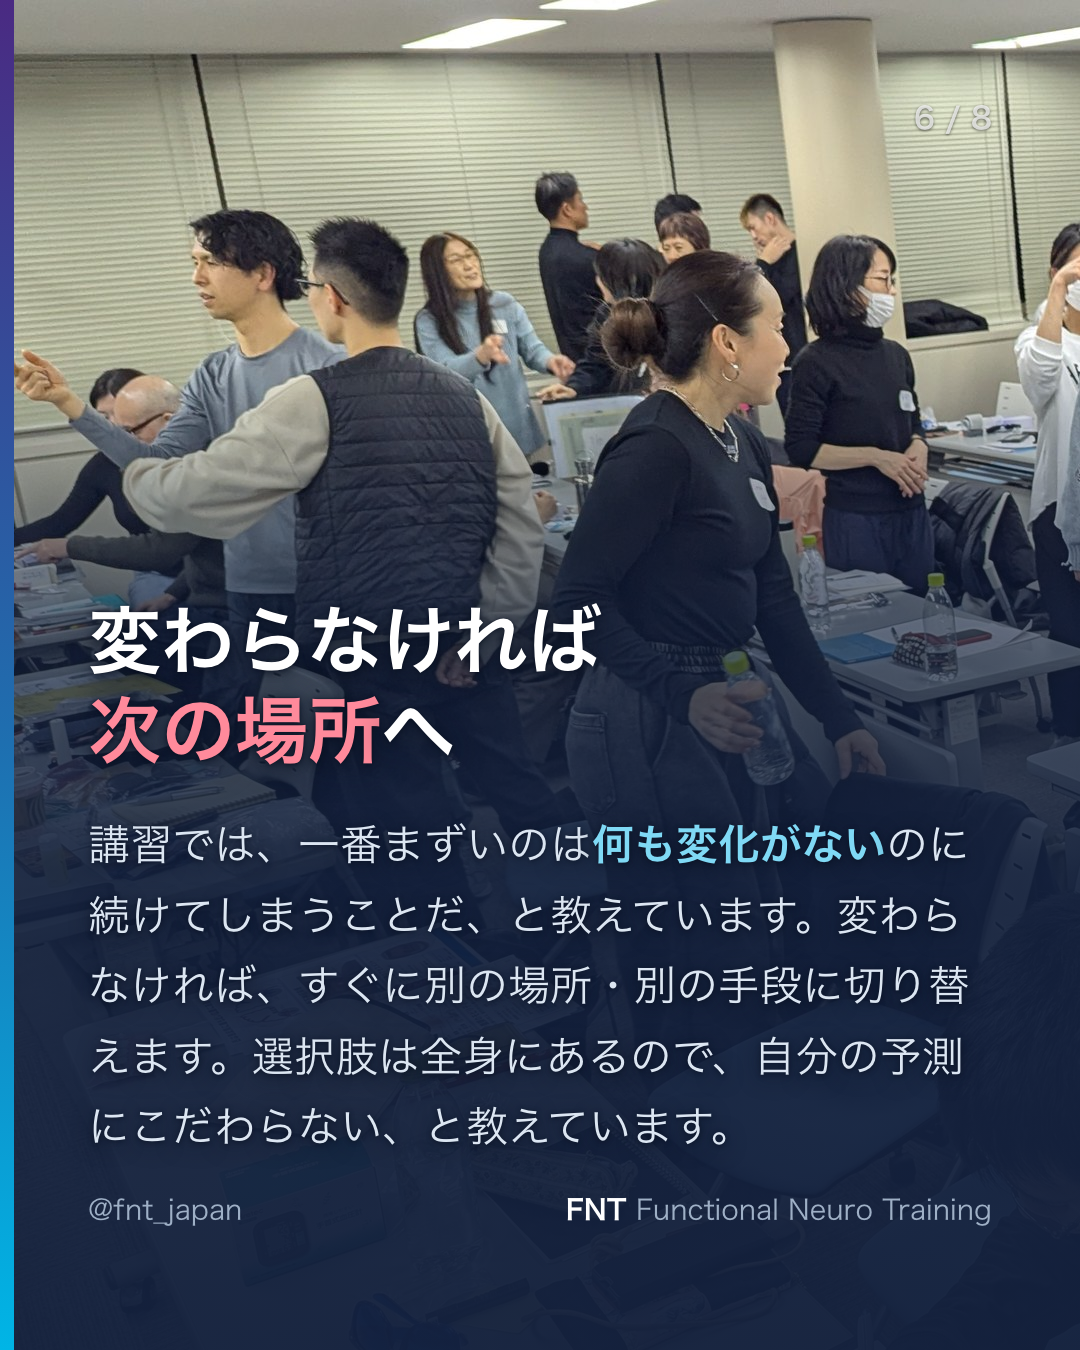 6 / 8
変わらなければ
次の場所へ
講習では、一番まずいのは何も変化がないのに
続けてしまうことだ、と教えています。変わら
なければ、すぐに別の場所・別の手段に切り替
えます。選択肢は全身にあるので、自分の予測
にこだわらない、と教えています。
@fnt_japan
FNT Functional Neuro Training